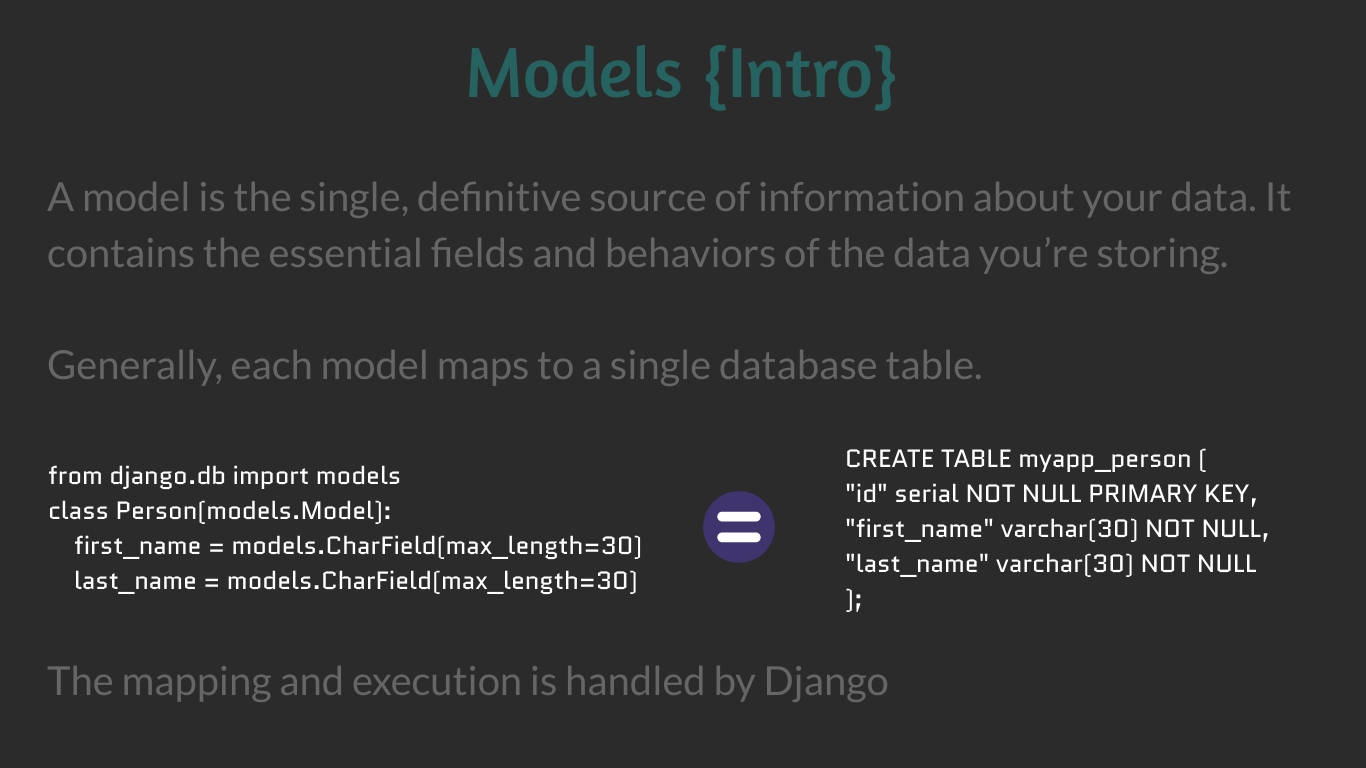 Models {Intro}
A model is the single, definitive source of information about your data. It
contains the essential fields and behaviors of the data you’re storing.
Generally, each model maps to a single database table.
from django.db import models
class Person(models.Model):
    first_name = models.CharField(max_length=30)
    last_name = models.CharField(max_length=30)
=
CREATE TABLE myapp_person (
"id" serial NOT NULL PRIMARY KEY,
"first_name" varchar(30) NOT NULL,
"last_name" varchar(30) NOT NULL
);
The mapping and execution is handled by Django